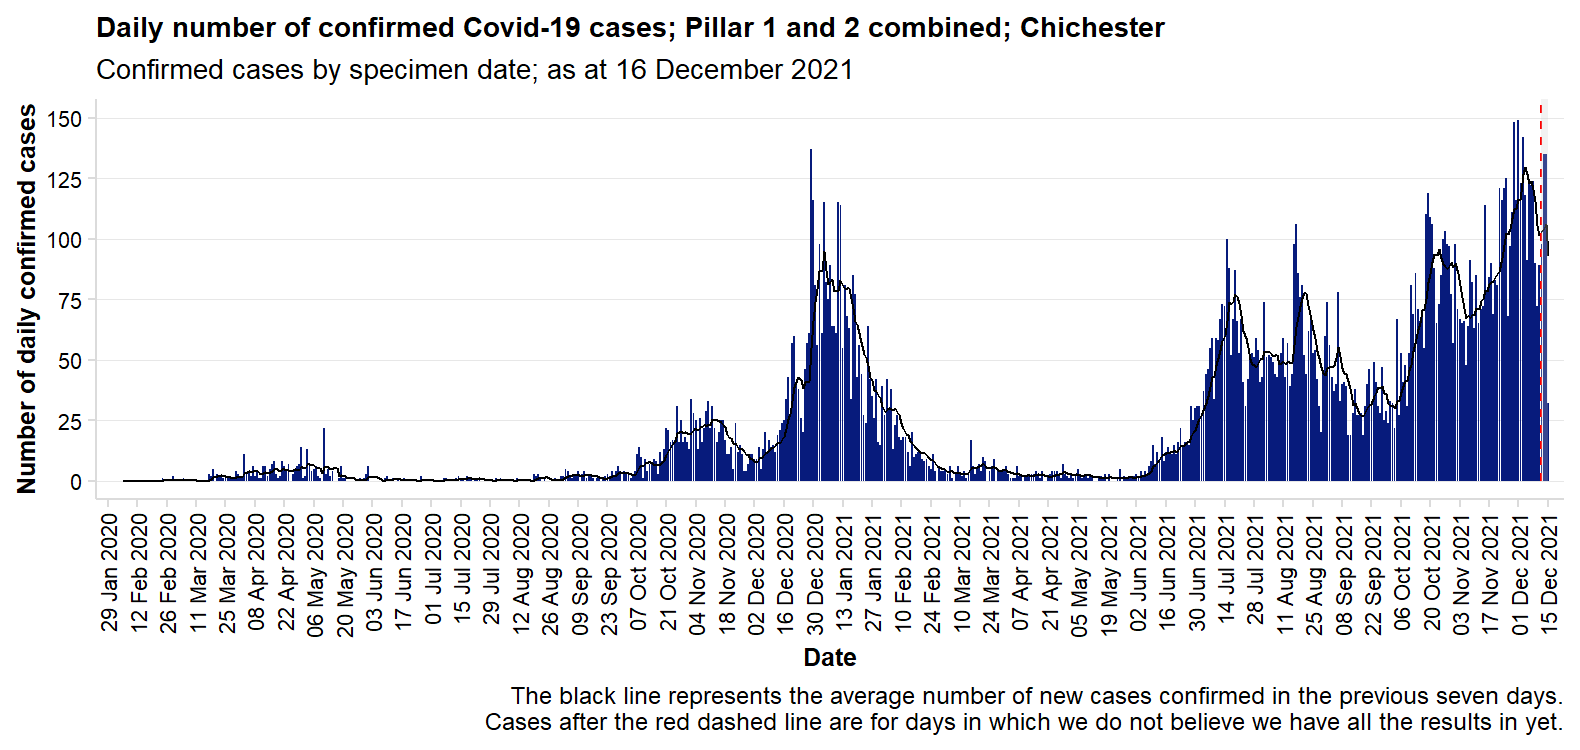 Daily number of confirmed Covid-19 cases; Pillar 1 and 2 combined; Chichester
Confirmed cases by specimen date; as at 16 December 2021
Number of daily confirmed cases
150
125
100
75
50
25
0
29 Jan 2020
12 Feb 2020
26 Feb 2020
11 Mar 2020
25 Mar 2020
08 Apr 2020
22 Apr 2020
06 May 2020
20 May 2020
03 Jun 2020
17 Jun 2020
01 Jul 2020
15 Jul 2020
29 Jul 2020
12 Aug 2020
26 Aug 2020
09 Sep 2020
23 Sep 2020
07 Oct 2020
21 Oct 2020
04 Nov 2020
18 Nov 2020
02 Dec 2020
16 Dec 2020
30 Dec 2020
13 Jan 2021
27 Jan 2021
10 Feb 2021
24 Feb 2021
10 Mar 2021
24 Mar 2021
07 Apr 2021
21 Apr 2021
05 May 2021
19 May 2021
02 Jun 2021
16 Jun 2021
30 Jun 2021
14 Jul 2021
28 Jul 2021
11 Aug 2021
25 Aug 2021
08 Sep 2021
22 Sep 2021
06 Oct 2021
20 Oct 2021
03 Nov 2021
17 Nov 2021
01 Dec 2021
15 Dec 2021
Date
The black line represents the average number of new cases confirmed in the previous seven days.
Cases after the red dashed line are for days in which we do not believe we have all the results in yet.